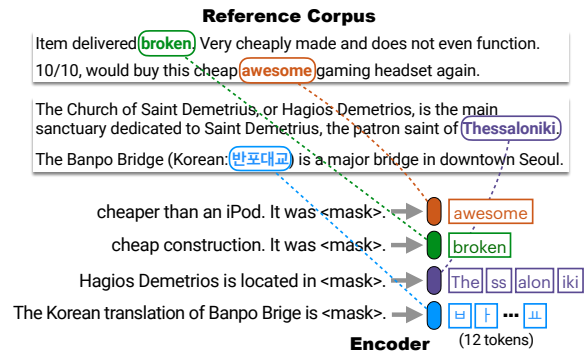 Reference Corpus
Item delivered broken. Very cheaply made and does not even function.
10/10, would buy this cheap awesome gaming headset again.
The Church of Saint Demetrius, or Hagios Demetrios, is the main
sanctuary dedicated to Saint Demetrius, the patron saint of Thessaloniki.
The Banpo Bridge (Korean: 반포대교) is a major bridge in downtown Seoul.
cheaper than an iPod. It was <mask>. awesome
cheap construction. It was <mask>. broken
Hagios Demetrios is located in <mask>. The ss alon iki
The Korean translation of Banpo Brige is <mask>. ㅂ ㅏ ··· ㅛ
Encoder (12 tokens)